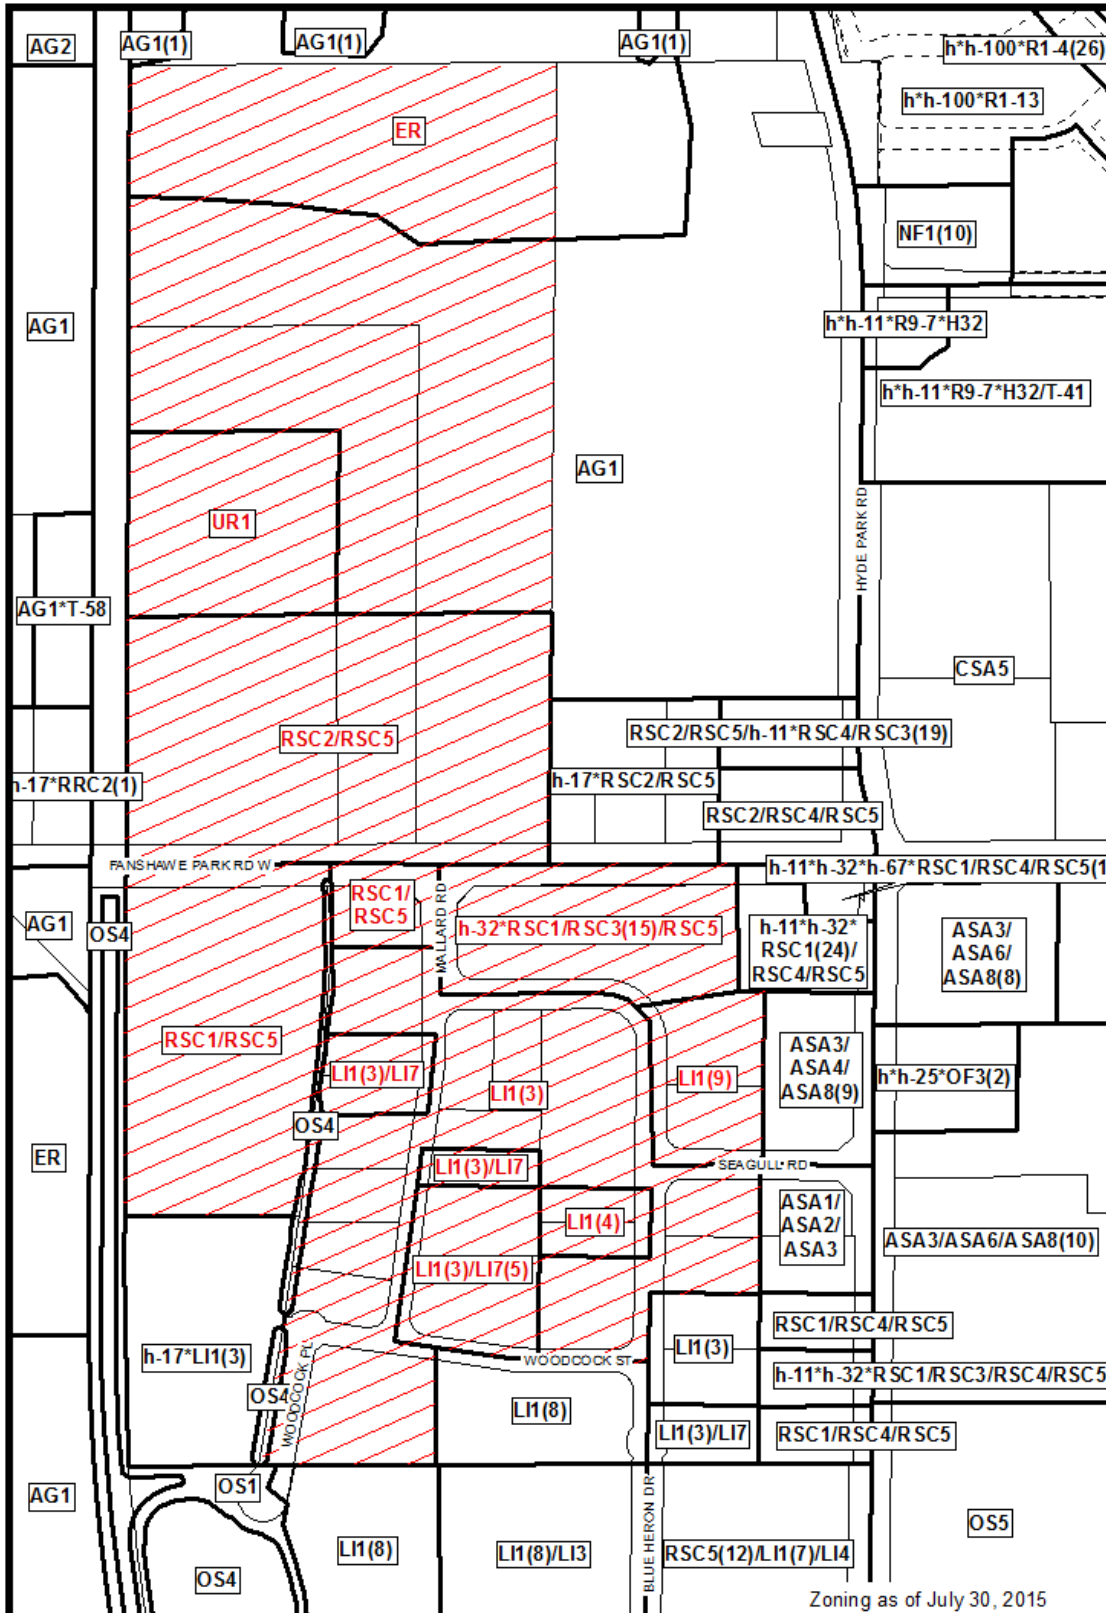 AG2
AG1(1)
AG1(1)
AG1(1)
h*h-100*R1-4(26)
h*h-100*R1-13
ER
NF1(10)
AG1
h*h-11*R9-7*H32
h*h-11*R9-7*H32/T-41
AG1
UR1
HYDE PARK RD
AG1*T-58
CSA5
RSC2/RSC5
RSC2/RSC5/h-11*RSC4/RSC3(19)
h-17*RRC2(1)
h-17*RSC2/RSC5
RSC2/RSC4/RSC5
FANSHAWE PARK RD W
h-11*h-32*h-67*RSC1/RSC4/RSC5(1
RSC1/
RSC5
MALLARD RD
h-32*RSC1/RSC3(15)/RSC5
h-11*h-32*
RSC1(24)/
RSC4/RSC5
ASA3/
ASA6/
ASA8(8)
AG1
OS4
RSC1/RSC5
LI1(3)/LI7
LI1(3)
LI1(9)
ASA3/
ASA4/
ASA8(9)
h*h-25*OF3(2)
OS4
ER
LI1(3)/LI7
SEAGULL RD
LI1(4)
ASA1/
ASA2/
ASA3
ASA3/ASA6/ASA8(10)
LI1(3)/LI7(5)
RSC1/RSC4/RSC5
h-17*LI1(3)
WOODCOCK PL
WOODCOCK ST
LI1(3)
h-11*h-32*RSC1/RSC3/RSC4/RSC5
OS4
LI1(8)
LI1(3)/LI7
RSC1/RSC4/RSC5
AG1
OS1
BLUE HERON DR
OS5
LI1(8)
LI1(8)/LI3
RSC5(12)/LI1(7)/LI4
OS4
Zoning as of July 30, 2015